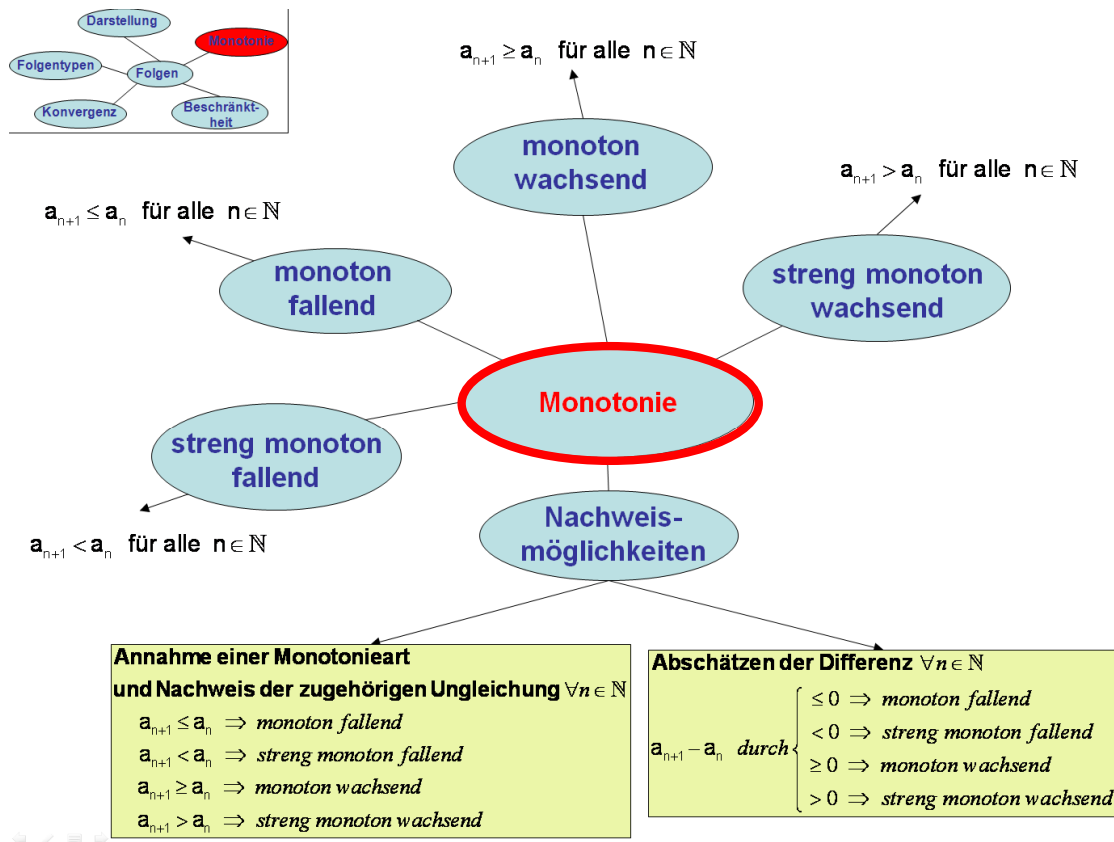 Darstellung
Monotonie
Folgentypen
Folgen
Konvergenz
Beschränkt-
heit
aₙ₊₁ ≥ aₙ für alle n ∈ ℕ
monoton
wachsend
aₙ₊₁ > aₙ für alle n ∈ ℕ
streng monoton
wachsend
aₙ₊₁ ≤ aₙ für alle n ∈ ℕ
monoton
fallend
Monotonie
streng monoton
fallend
aₙ₊₁ < aₙ für alle n ∈ ℕ
Nachweis-
möglichkeiten
Annahme einer Monotonieart
und Nachweis der zugehörigen Ungleichung ∀n ∈ ℕ
aₙ₊₁ ≤ aₙ ⇒ monoton fallend
aₙ₊₁ < aₙ ⇒ streng monoton fallend
aₙ₊₁ ≥ aₙ ⇒ monoton wachsend
aₙ₊₁ > aₙ ⇒ streng monoton wachsend
Abschätzen der Differenz ∀n ∈ ℕ
aₙ₊₁ − aₙ durch
≤ 0 ⇒ monoton fallend
< 0 ⇒ streng monoton fallend
≥ 0 ⇒ monoton wachsend
> 0 ⇒ streng monoton wachsend